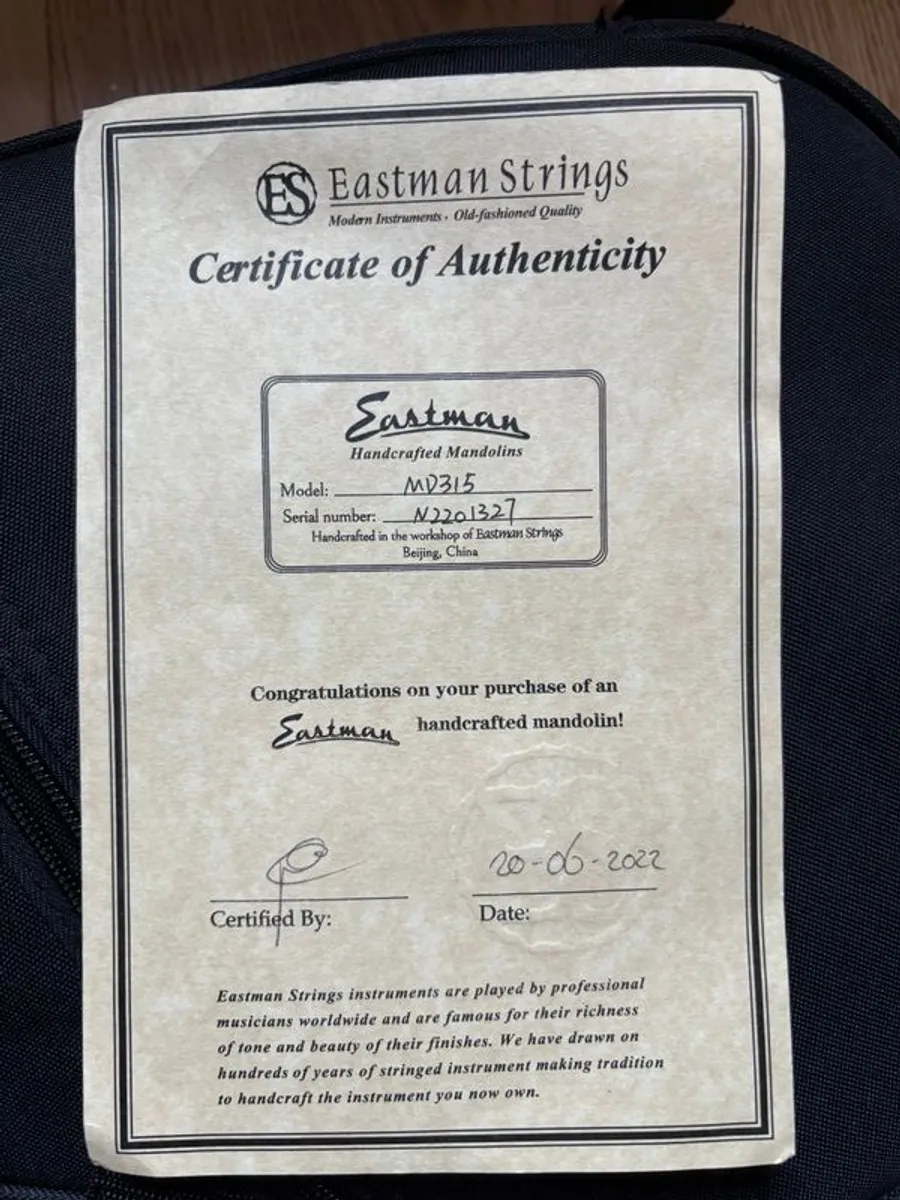 ES Eastman Strings
Modern Instruments · Old-fashioned Quality
Certificate of Authenticity
Eastman
Handcrafted Mandolins
Model: MD315
Serial number: N2201327
Handcrafted in the workshop of Eastman Strings
Beijing, China
Congratulations on your purchase of an
Eastman handcrafted mandolin!
20-06-2022
Certified By: Date:
Eastman Strings instruments are played by professional
musicians worldwide and are famous for their richness
of tone and beauty of their finishes. We have drawn on
hundreds of years of stringed instrument making tradition
to handcraft the instrument you now own.